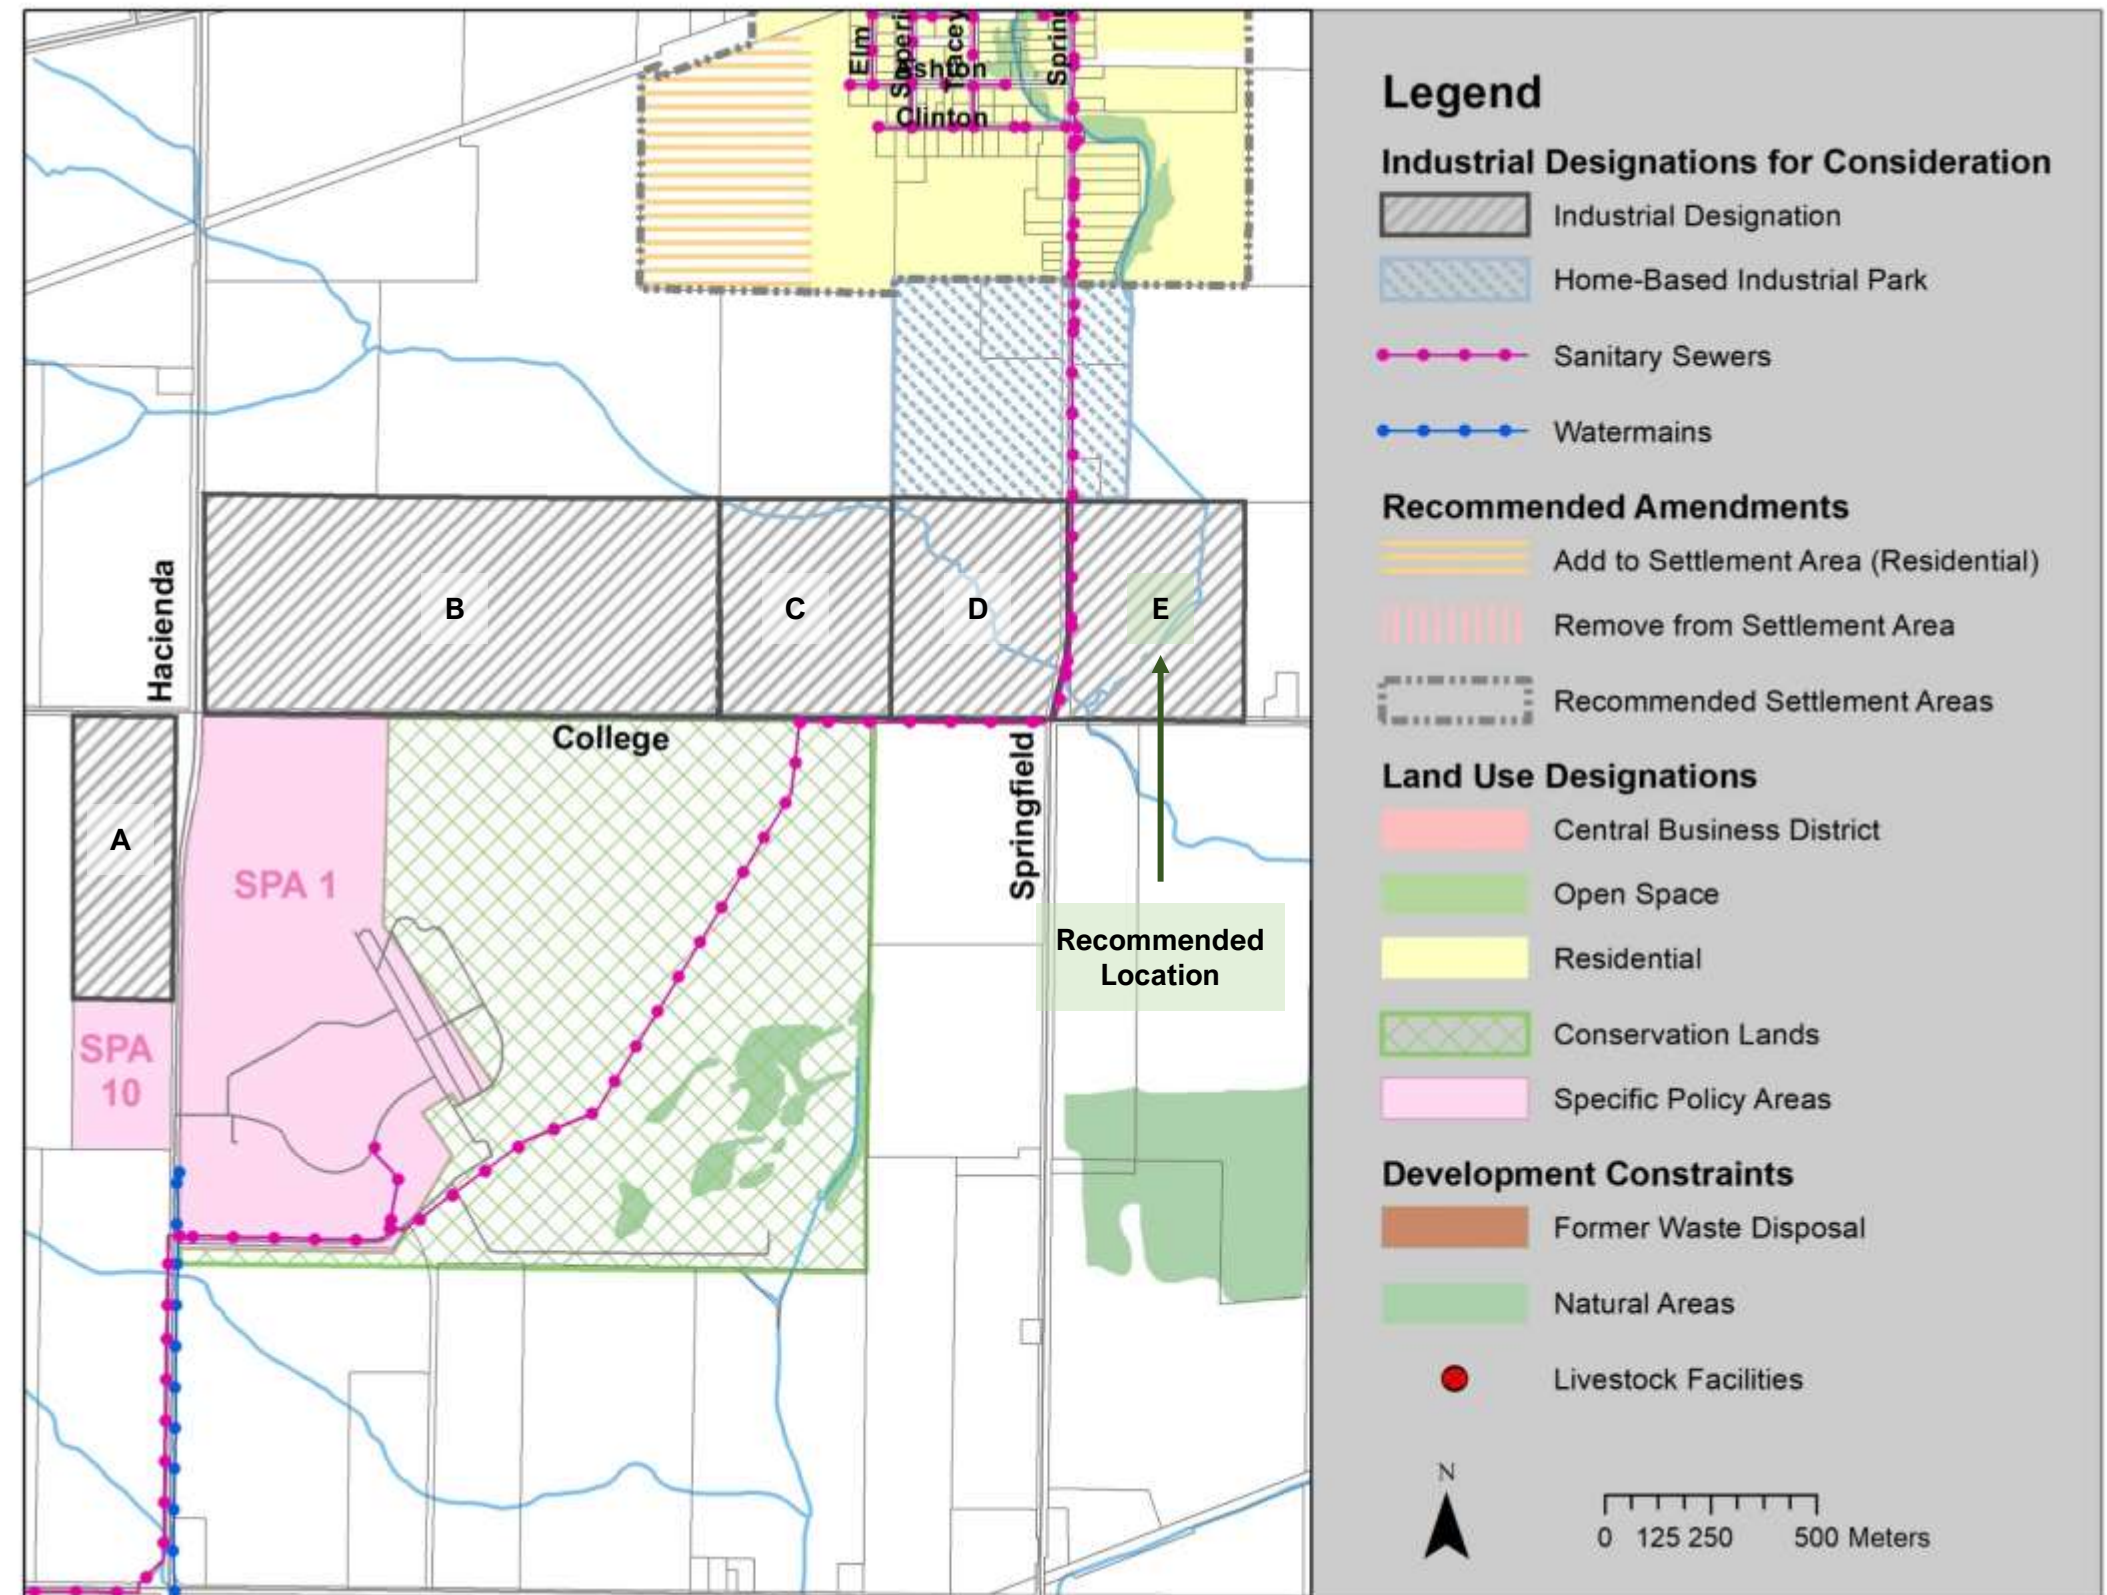 Elm
Ashton
Clinton
Hacienda
B
C
D
E
College
Springfield
A
SPA 1
SPA
10
Recommended
Location
Legend
Industrial Designations for Consideration
Industrial Designation
Home-Based Industrial Park
Sanitary Sewers
Watermains
Recommended Amendments
Add to Settlement Area (Residential)
Remove from Settlement Area
Recommended Settlement Areas
Land Use Designations
Central Business District
Open Space
Residential
Conservation Lands
Specific Policy Areas
Development Constraints
Former Waste Disposal
Natural Areas
Livestock Facilities
N
0 125 250 500 Meters